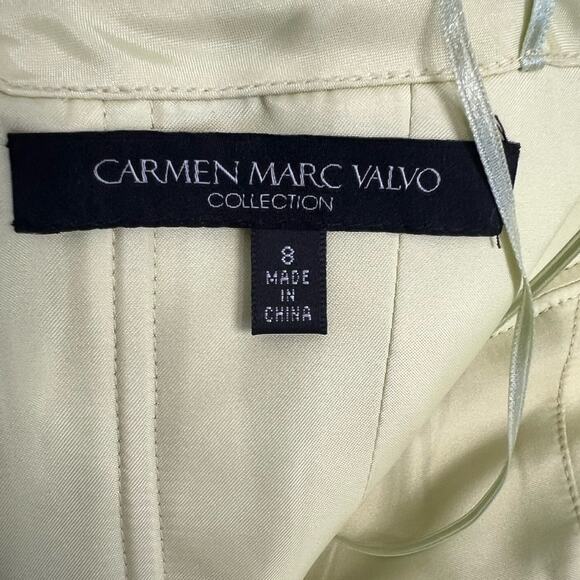 CARMEN MARC VALVO
COLLECTION
8
MADE
IN
CHINA